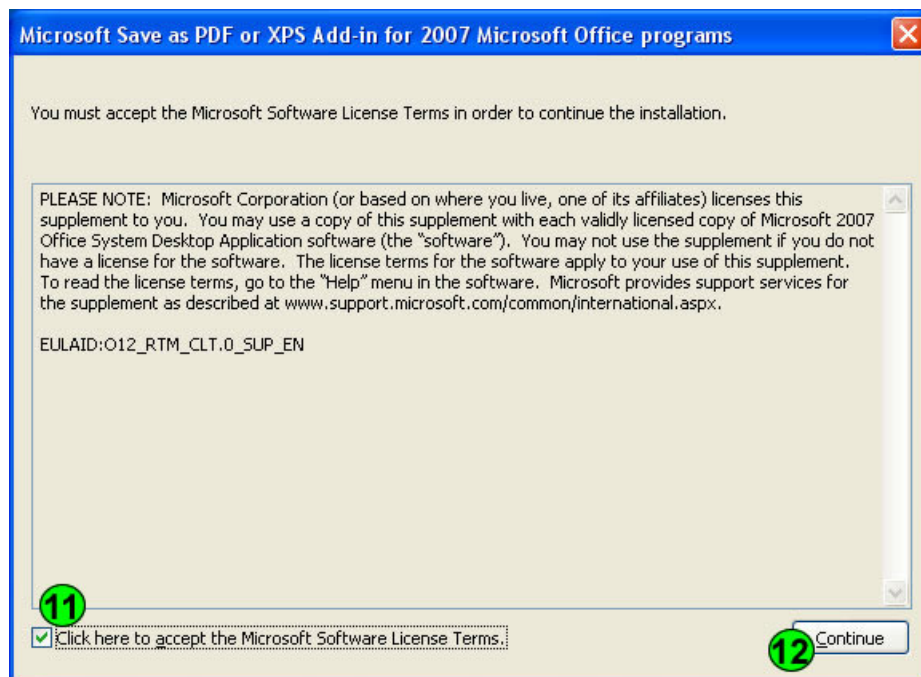 Microsoft Save as PDF or XPS Add-in for 2007 Microsoft Office programs
You must accept the Microsoft Software License Terms in order to continue the installation.
PLEASE NOTE:  Microsoft Corporation (or based on where you live, one of its affiliates) licenses this
supplement to you.  You may use a copy of this supplement with each validly licensed copy of Microsoft 2007
Office System Desktop Application software (the “software”).  You may not use the supplement if you do not
have a license for the software.  The license terms for the software apply to your use of this supplement.
To read the license terms, go to the “Help” menu in the software.  Microsoft provides support services for
the supplement as described at www.support.microsoft.com/common/international.aspx.
EULAID:O12_RTM_CLT.0_SUP_EN
11
Click here to accept the Microsoft Software License Terms.
12 Continue